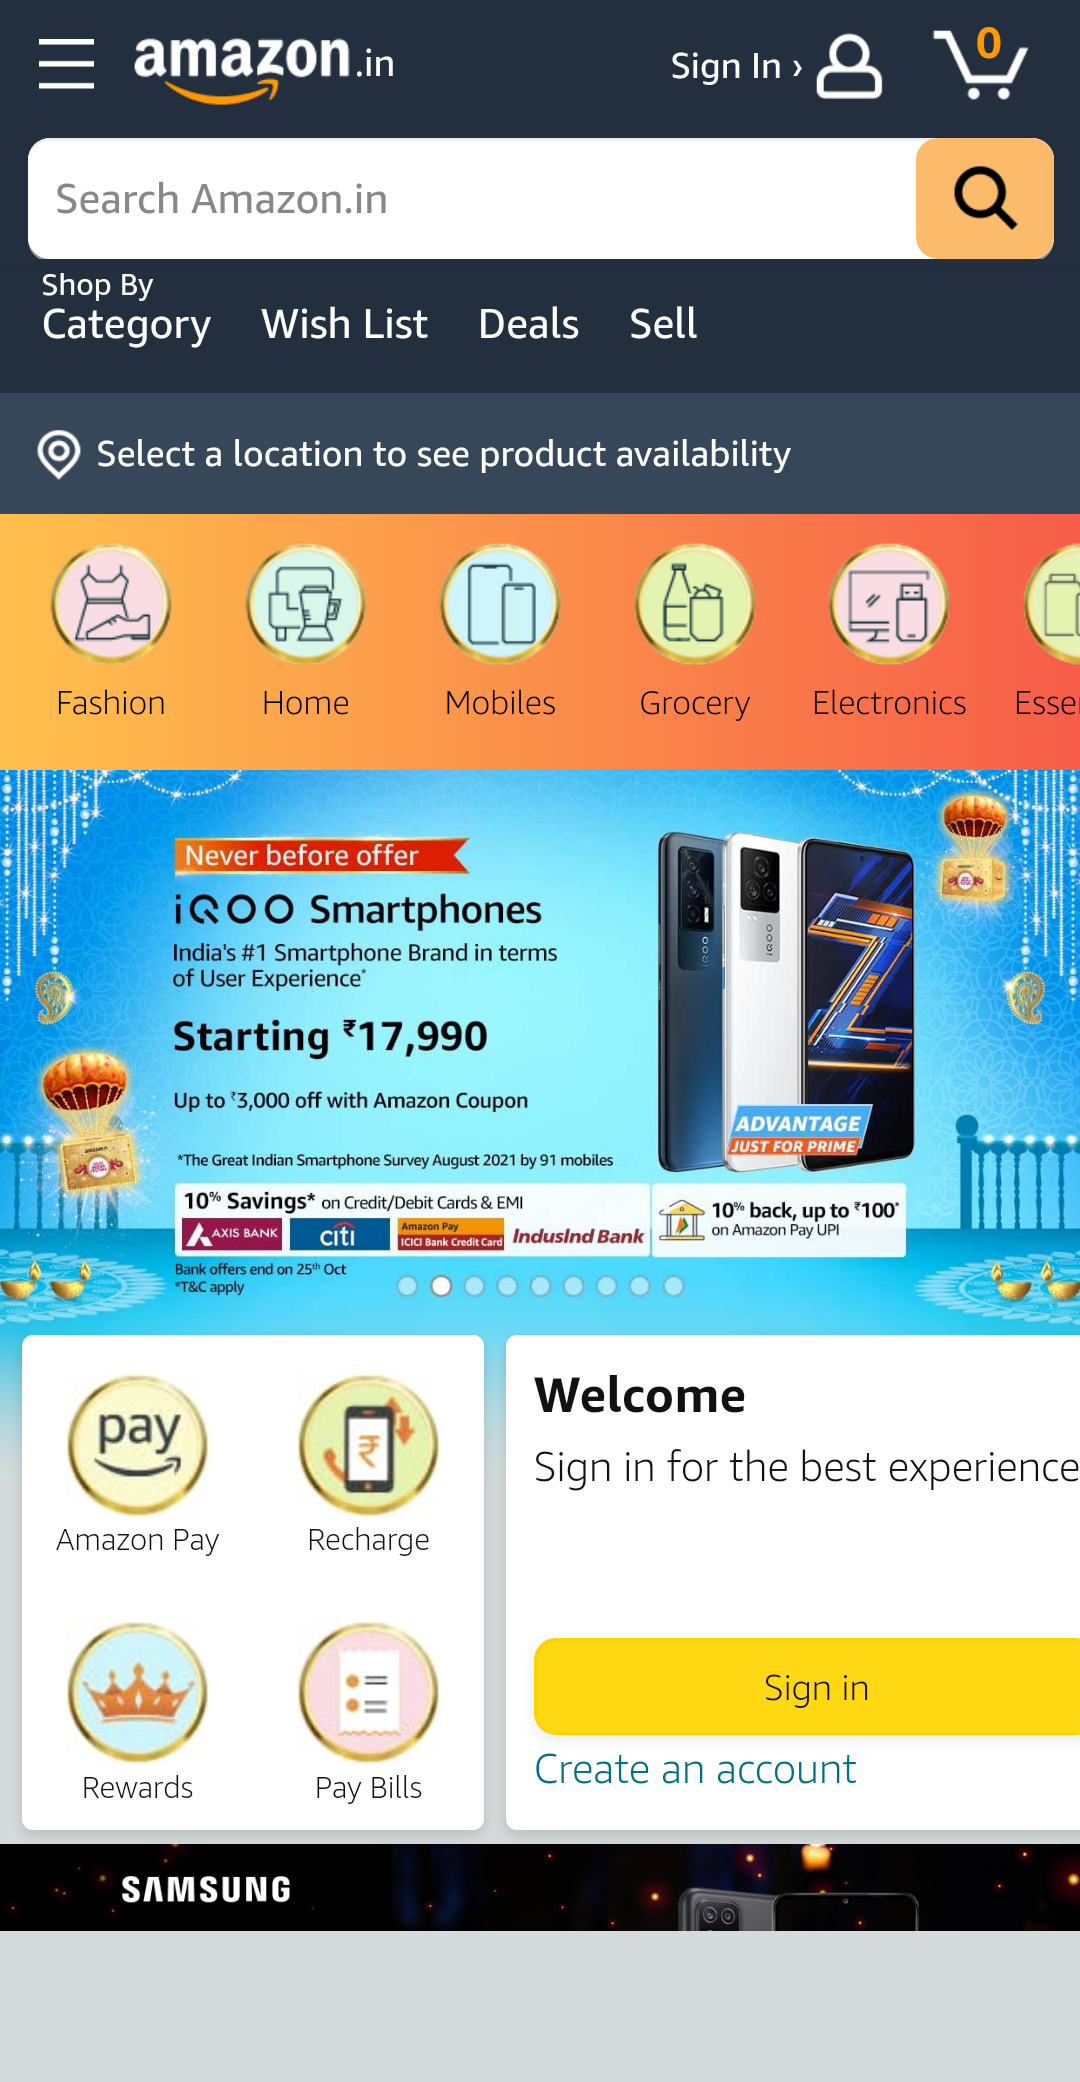 amazon.in
Sign In ›
0
Search Amazon.in
Shop By
Category
Wish List
Deals
Sell
Select a location to see product availability
Fashion
Home
Mobiles
Grocery
Electronics
Esse
Never before offer
iQOO Smartphones
India's #1 Smartphone Brand in terms
of User Experience*
Starting ₹17,990
Up to ₹3,000 off with Amazon Coupon
*The Great Indian Smartphone Survey August 2021 by 91 mobiles
iQOO
iQOO
ADVANTAGE
JUST FOR PRIME
10% Savings* on Credit/Debit Cards & EMI
AXIS BANK
citi
Amazon Pay
ICICI Bank Credit Card
IndusInd Bank
10% back, up to ₹100*
on Amazon Pay UPI
Bank offers end on 25th Oct
*T&C apply
pay
Amazon Pay
₹
Recharge
Rewards
Pay Bills
Welcome
Sign in for the best experience
Sign in
Create an account
SAMSUNG